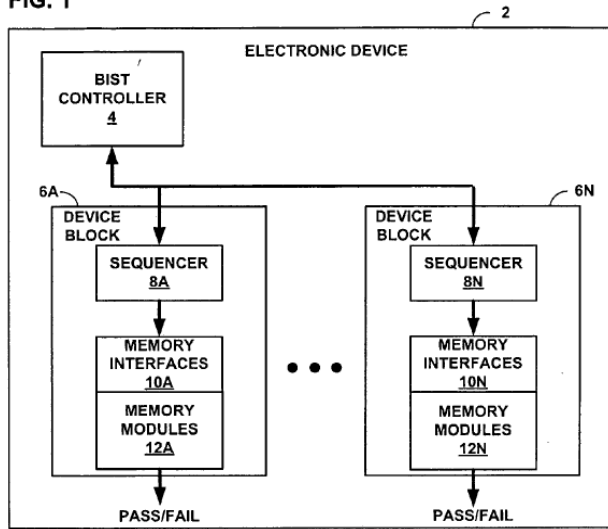 FIG. 1
2
ELECTRONIC DEVICE
BIST
CONTROLLER
4
6A
DEVICE
BLOCK
SEQUENCER
8A
MEMORY
INTERFACES
10A
MEMORY
MODULES
12A
PASS/FAIL
6N
DEVICE
BLOCK
SEQUENCER
8N
MEMORY
INTERFACES
10N
MEMORY
MODULES
12N
PASS/FAIL